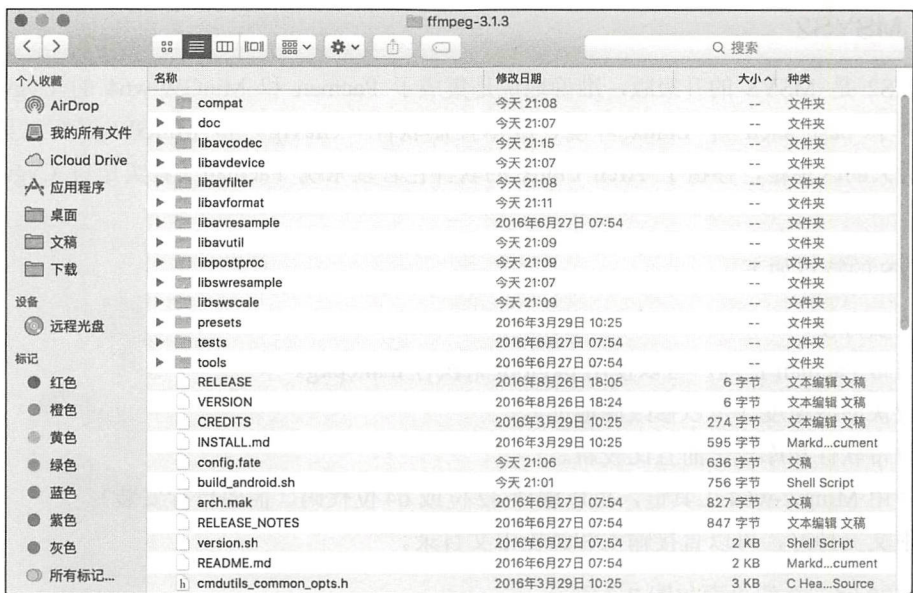 ffmpeg-3.1.3
搜索
个人收藏
AirDrop
我的所有文件
iCloud Drive
应用程序
桌面
文稿
下载
设备
远程光盘
标记
红色
橙色
黄色
绿色
蓝色
紫色
灰色
所有标记...
名称 修改日期 大小 种类
compat 今天 21:08 -- 文件夹
doc 今天 21:07 -- 文件夹
libavcodec 今天 21:15 -- 文件夹
libavdevice 今天 21:07 -- 文件夹
libavfilter 今天 21:08 -- 文件夹
libavformat 今天 21:11 -- 文件夹
libavresample 2016年6月27日 07:54 -- 文件夹
libavutil 今天 21:09 -- 文件夹
libpostproc 今天 21:09 -- 文件夹
libswresample 今天 21:07 -- 文件夹
libswscale 今天 21:09 -- 文件夹
presets 2016年3月29日 10:25 -- 文件夹
tests 2016年6月27日 07:54 -- 文件夹
tools 2016年6月27日 07:54 -- 文件夹
RELEASE 2016年8月26日 18:05 6 字节 文本编辑 文稿
VERSION 2016年8月26日 18:24 6 字节 文本编辑 文稿
CREDITS 2016年3月29日 10:25 274 字节 文本编辑 文稿
INSTALL.md 2016年3月29日 10:25 595 字节 Markd...cument
config.fate 今天 21:06 636 字节 文稿
build_android.sh 今天 21:01 756 字节 Shell Script
arch.mak 2016年6月27日 07:54 827 字节 文稿
RELEASE_NOTES 2016年6月27日 07:54 847 字节 文本编辑 文稿
version.sh 2016年6月27日 07:54 2 KB Shell Script
README.md 2016年6月27日 07:54 2 KB Markd...cument
cmdutils_common_opts.h 2016年3月29日 10:25 3 KB C Hea...Source